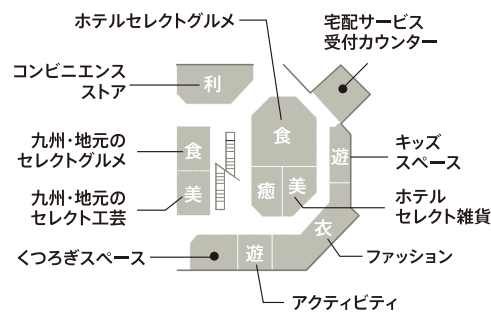 ホテルセレクトグルメ
宅配サービス
受付カウンター
コンビニエンス
ストア
利
九州・地元の
セレクトグルメ
食
食
遊
キッズ
スペース
九州・地元の
セレクト工芸
美
癒
美
ホテル
セレクト雑貨
衣
くつろぎスペース
遊
ファッション
アクティビティ